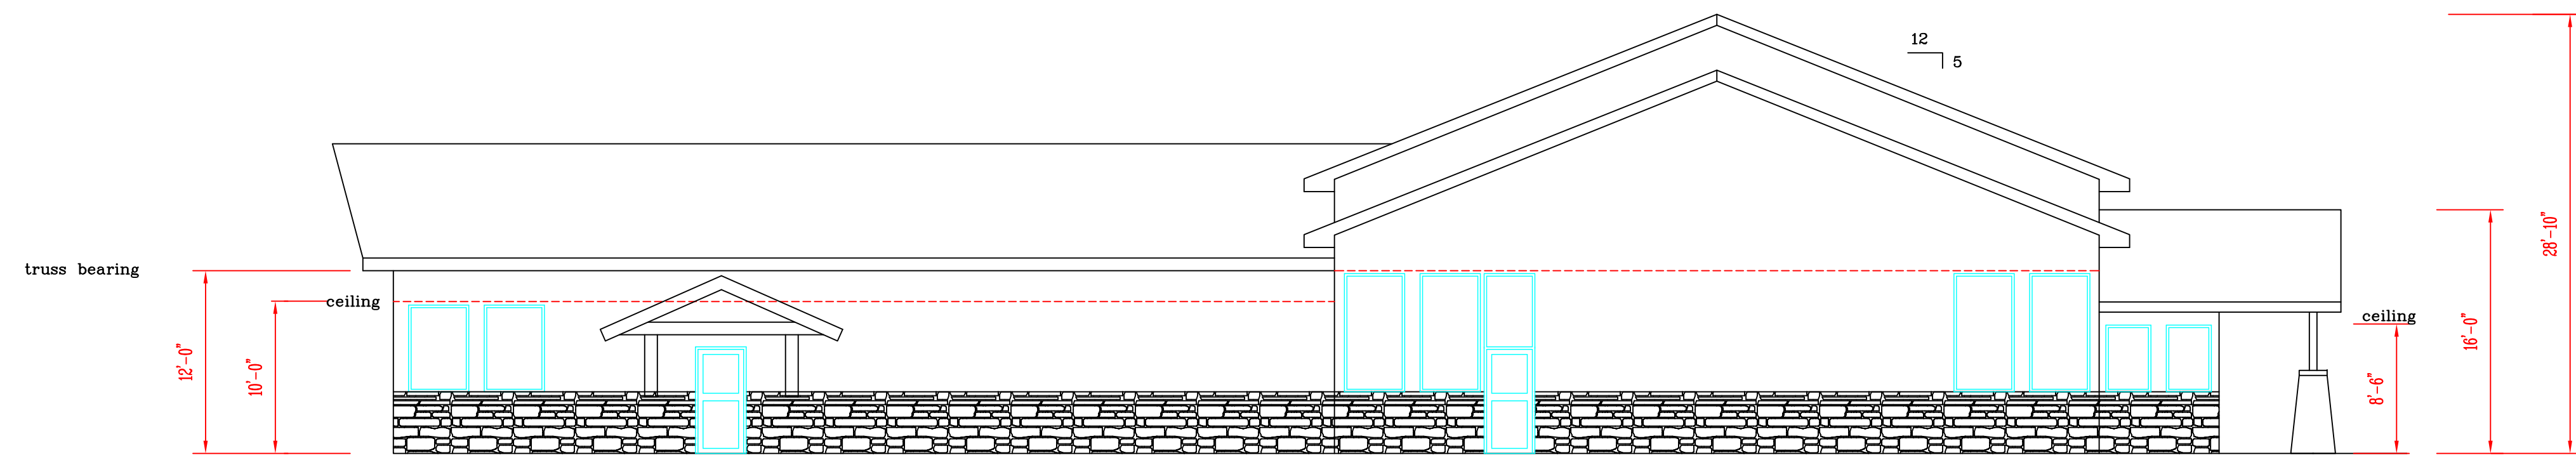 12
5
truss bearing
ceiling
12'-0"
10'-0"
ceiling
8'-6"
16'-0"
28'-10"